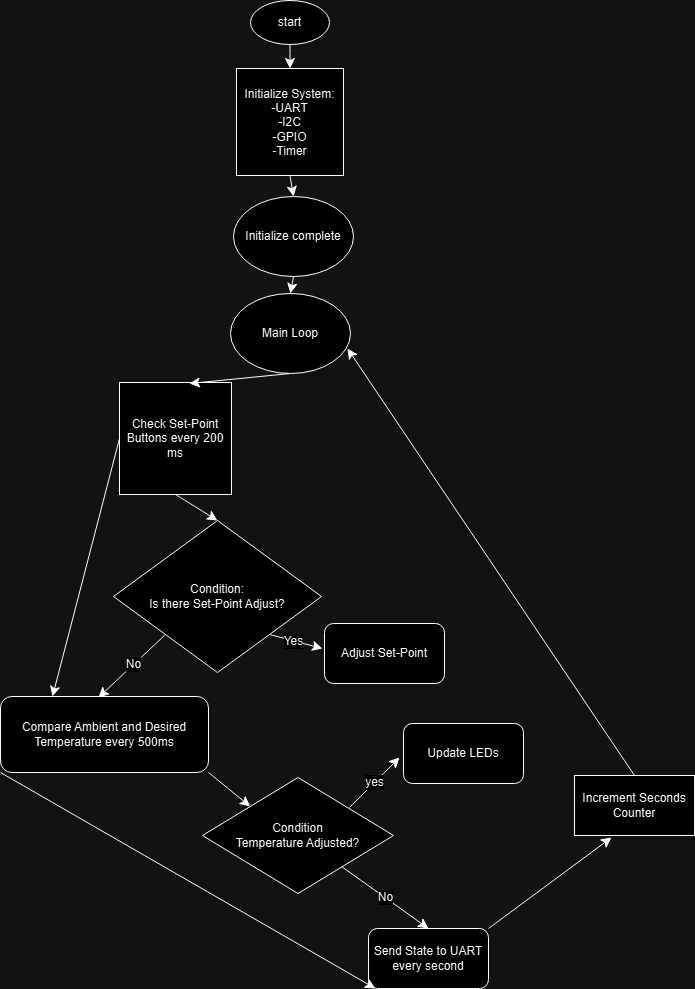 start
Initialize System:
-UART
-I2C
-GPIO
-Timer
Initialize complete
Main Loop
Check Set-Point
Buttons every 200
ms
Condition:
Is there Set-Point Adjust?
Yes
Adjust Set-Point
No
Compare Ambient and Desired
Temperature every 500ms
Update LEDs
yes
Condition
Temperature Adjusted?
Increment Seconds
Counter
No
Send State to UART
every second